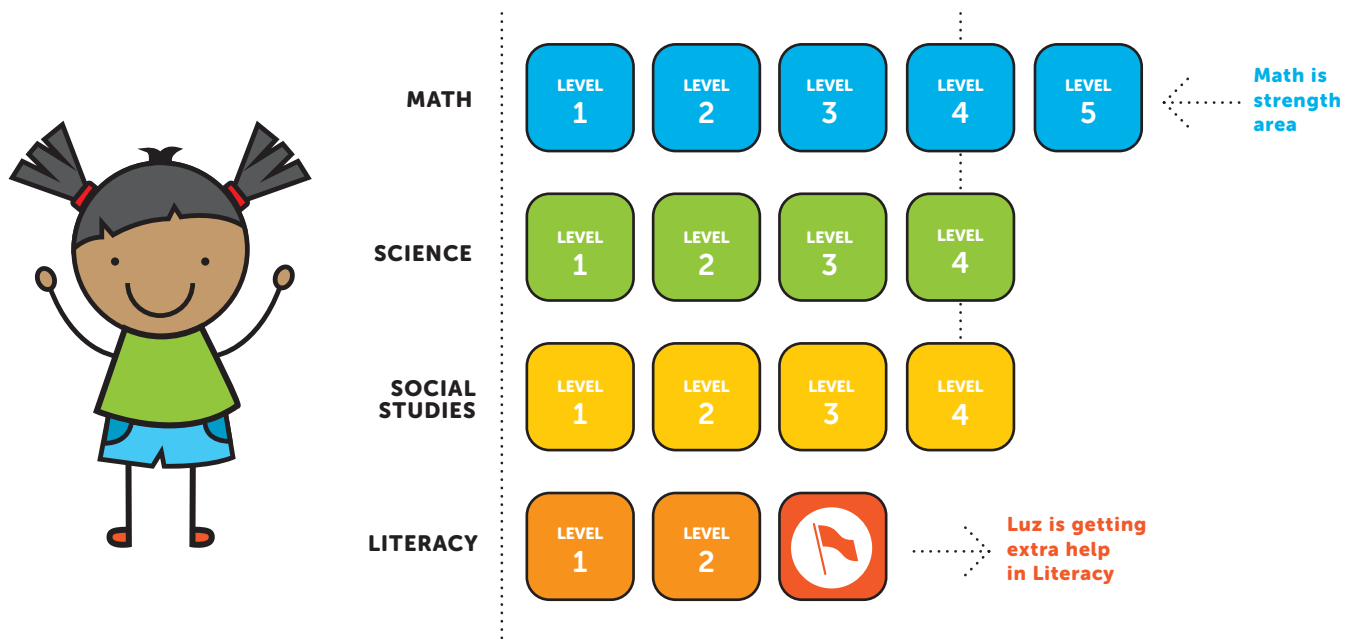 MATH
LEVEL
1
LEVEL
2
LEVEL
3
LEVEL
4
LEVEL
5
Math is
strength
area
SCIENCE
LEVEL
1
LEVEL
2
LEVEL
3
LEVEL
4
SOCIAL
STUDIES
LEVEL
1
LEVEL
2
LEVEL
3
LEVEL
4
LITERACY
LEVEL
1
LEVEL
2
Luz is getting
extra help
in Literacy